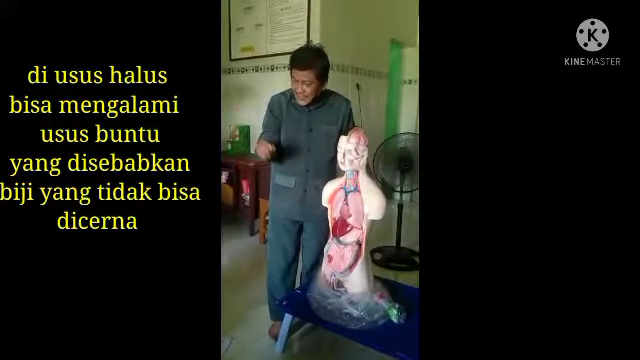 di usus halus
bisa mengalami
usus buntu
yang disebabkan
biji yang tidak bisa
dicerna
KINEMASTER